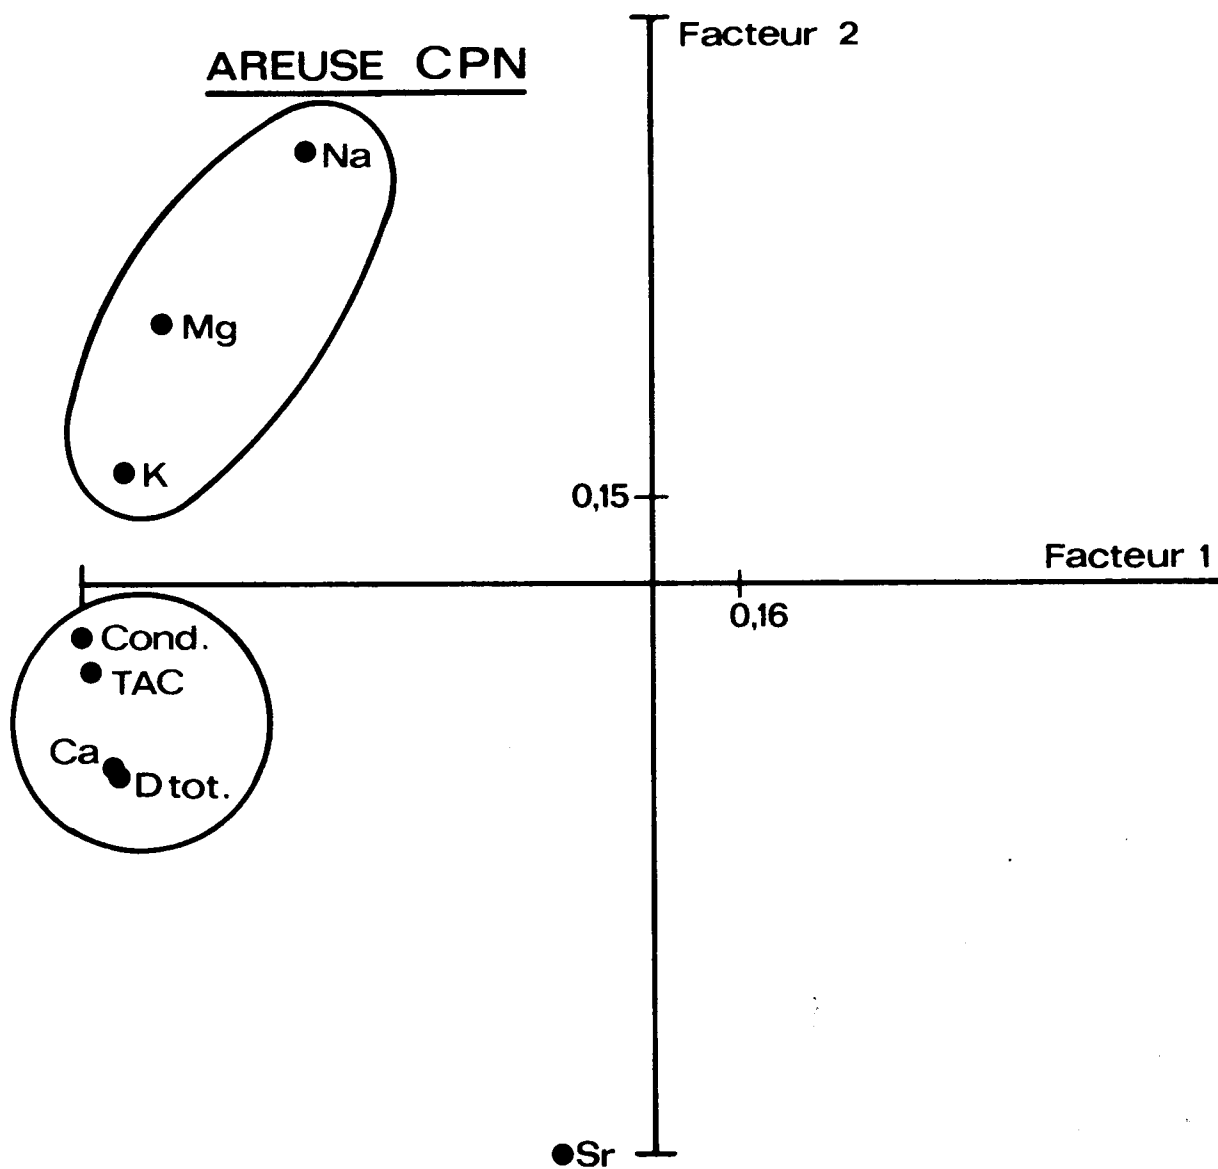 Facteur 2
AREUSE CPN
Na
Mg
K
0,15
Facteur 1
0,16
Cond.
TAC
Ca
D tot.
Sr